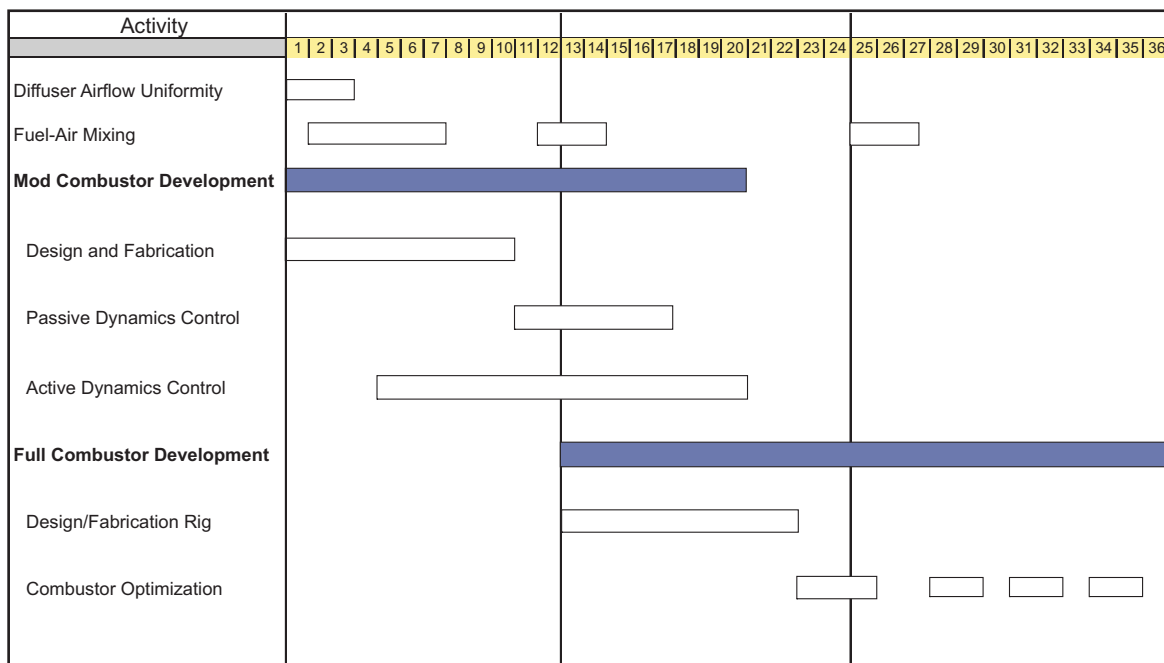 Activity
1 2 3 4 5 6 7 8 9 10 11 12 13 14 15 16 17 18 19 20 21 22 23 24 25 26 27 28 29 30 31 32 33 34 35 36
Diffuser Airflow Uniformity
Fuel-Air Mixing
Mod Combustor Development
Design and Fabrication
Passive Dynamics Control
Active Dynamics Control
Full Combustor Development
Design/Fabrication Rig
Combustor Optimization